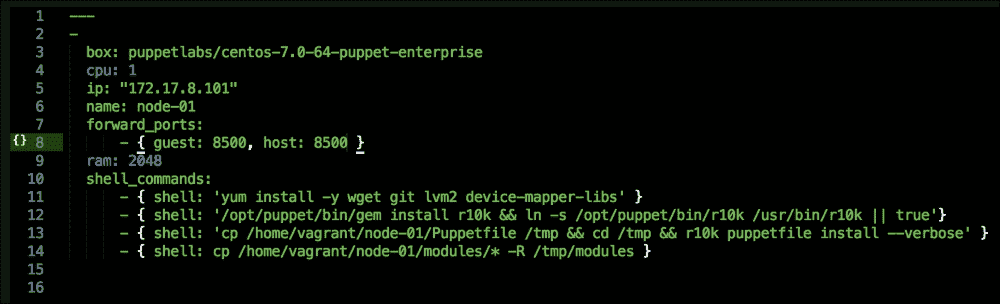 1 ---
2 -
3 box: puppetlabs/centos-7.0-64-puppet-enterprise
4 cpu: 1
5 ip: "172.17.8.101"
6 name: node-01
7 forward_ports:
{} 8 - { guest: 8500, host: 8500 }
9 ram: 2048
10 shell_commands:
11 - { shell: 'yum install -y wget git lvm2 device-mapper-libs' }
12 - { shell: '/opt/puppet/bin/gem install r10k && ln -s /opt/puppet/bin/r10k /usr/bin/r10k || true'}
13 - { shell: 'cp /home/vagrant/node-01/Puppetfile /tmp && cd /tmp && r10k puppetfile install --verbose' }
14 - { shell: cp /home/vagrant/node-01/modules/* -R /tmp/modules }
15
16